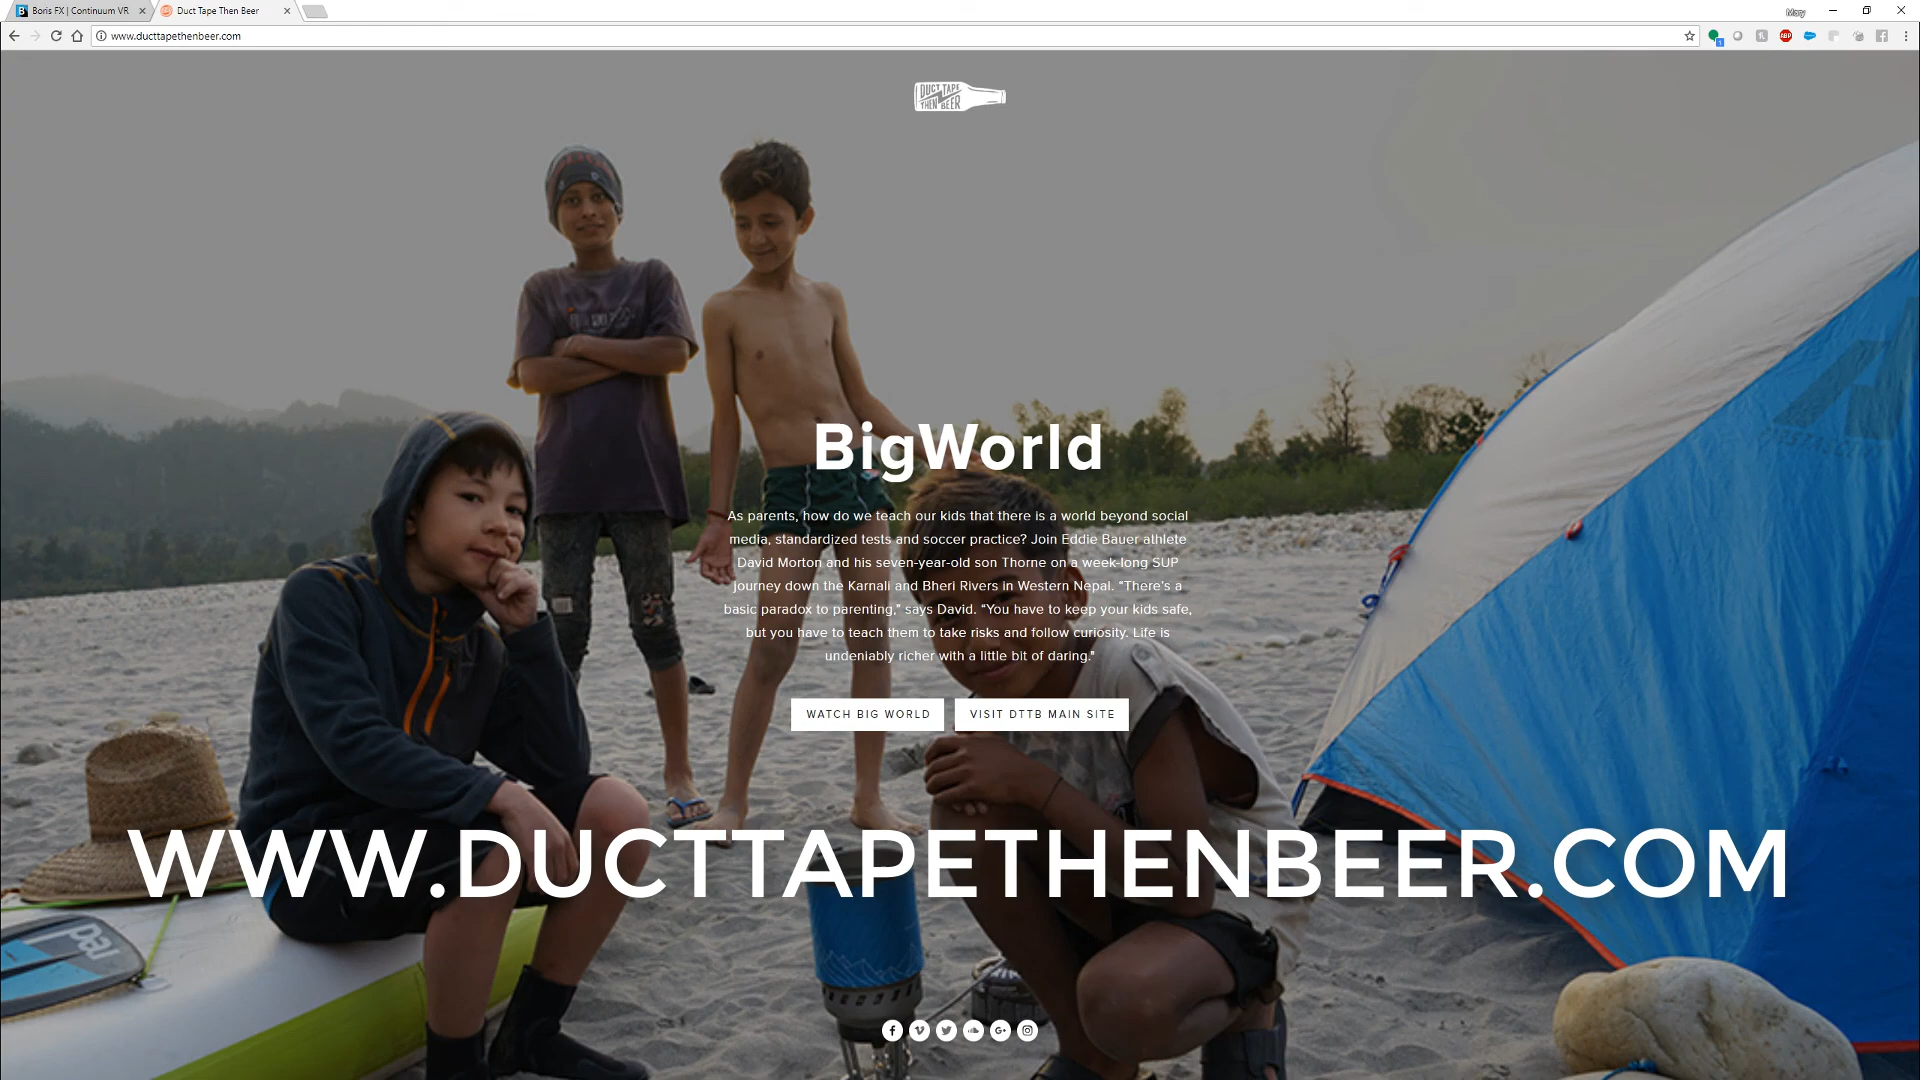 Boris FX | Continuum VR
Duct Tape Then Beer
Mary
www.ducttapethenbeer.com
ABP
DUCT TAPE
THEN BEER
BigWorld
As parents, how do we teach our kids that there is a world beyond social
media, standardized tests and soccer practice? Join Eddie Bauer athlete
David Morton and his seven-year-old son Thorne on a week-long SUP
journey down the Karnali and Bheri Rivers in Western Nepal. “There’s a
basic paradox to parenting,” says David. “You have to keep your kids safe,
but you have to teach them to take risks and follow curiosity. Life is
undeniably richer with a little bit of daring."
WATCH BIG WORLD
VISIT DTTB MAIN SITE
WWW.DUCTTAPETHENBEER.COM
red